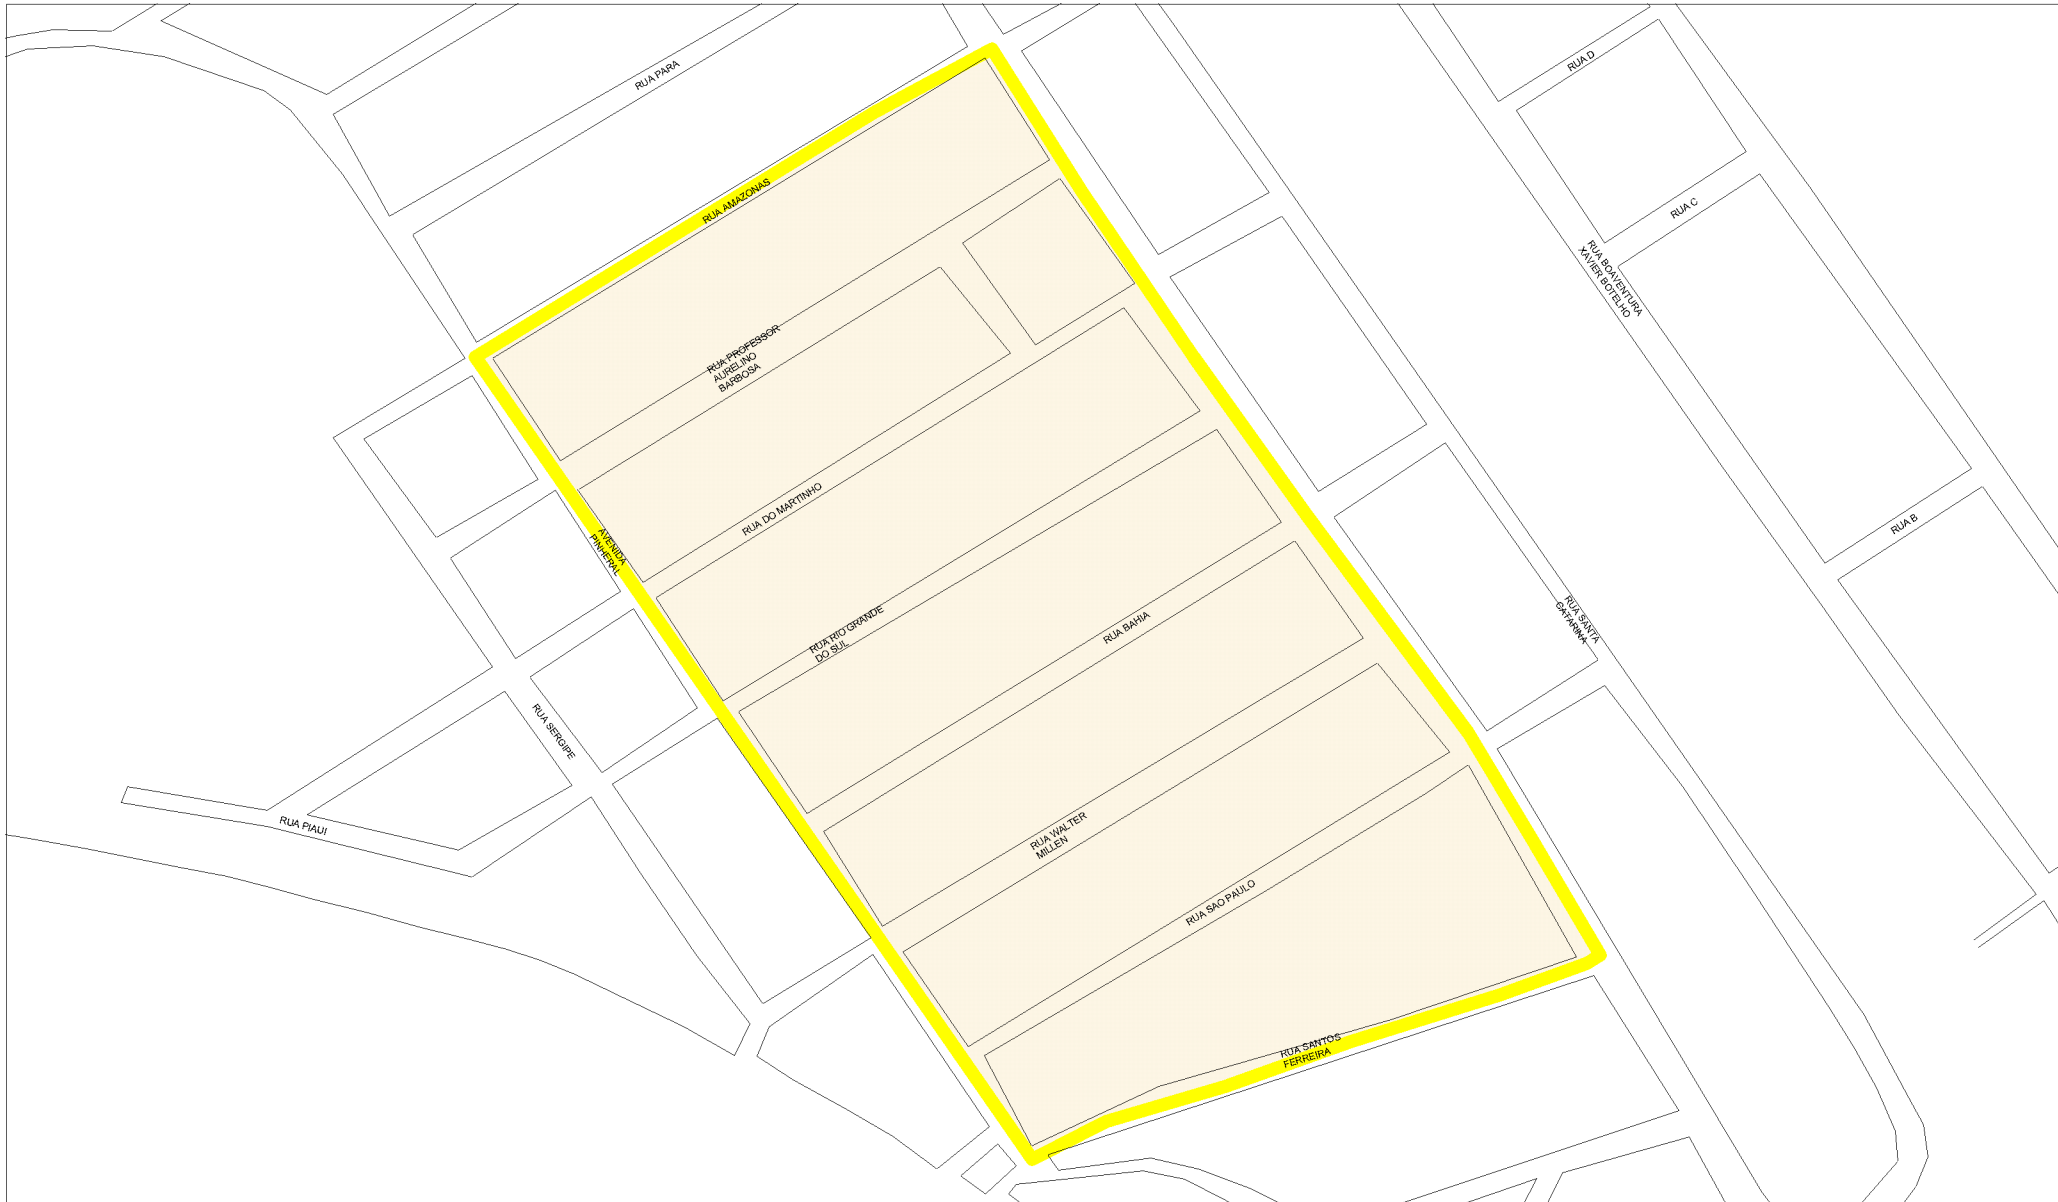 RUA D
RUA PARA
RUA AMAZONAS
RUA C
RUA BOAVENTURA
XAVIER BOTELHO
RUA PROFESSOR
AURELINO
BARBOSA
RUA DO MARTINHO
RUA B
AVENIDA
PINHERAL
RUA RIO GRANDE
DO SUL
RUA BAHIA
RUA SANTA
CATARINA
RUA SERGIPE
RUA PIAUI
RUA WALTER
MILLEN
RUA SAO PAULO
RUA SANTOS
FERREIRA